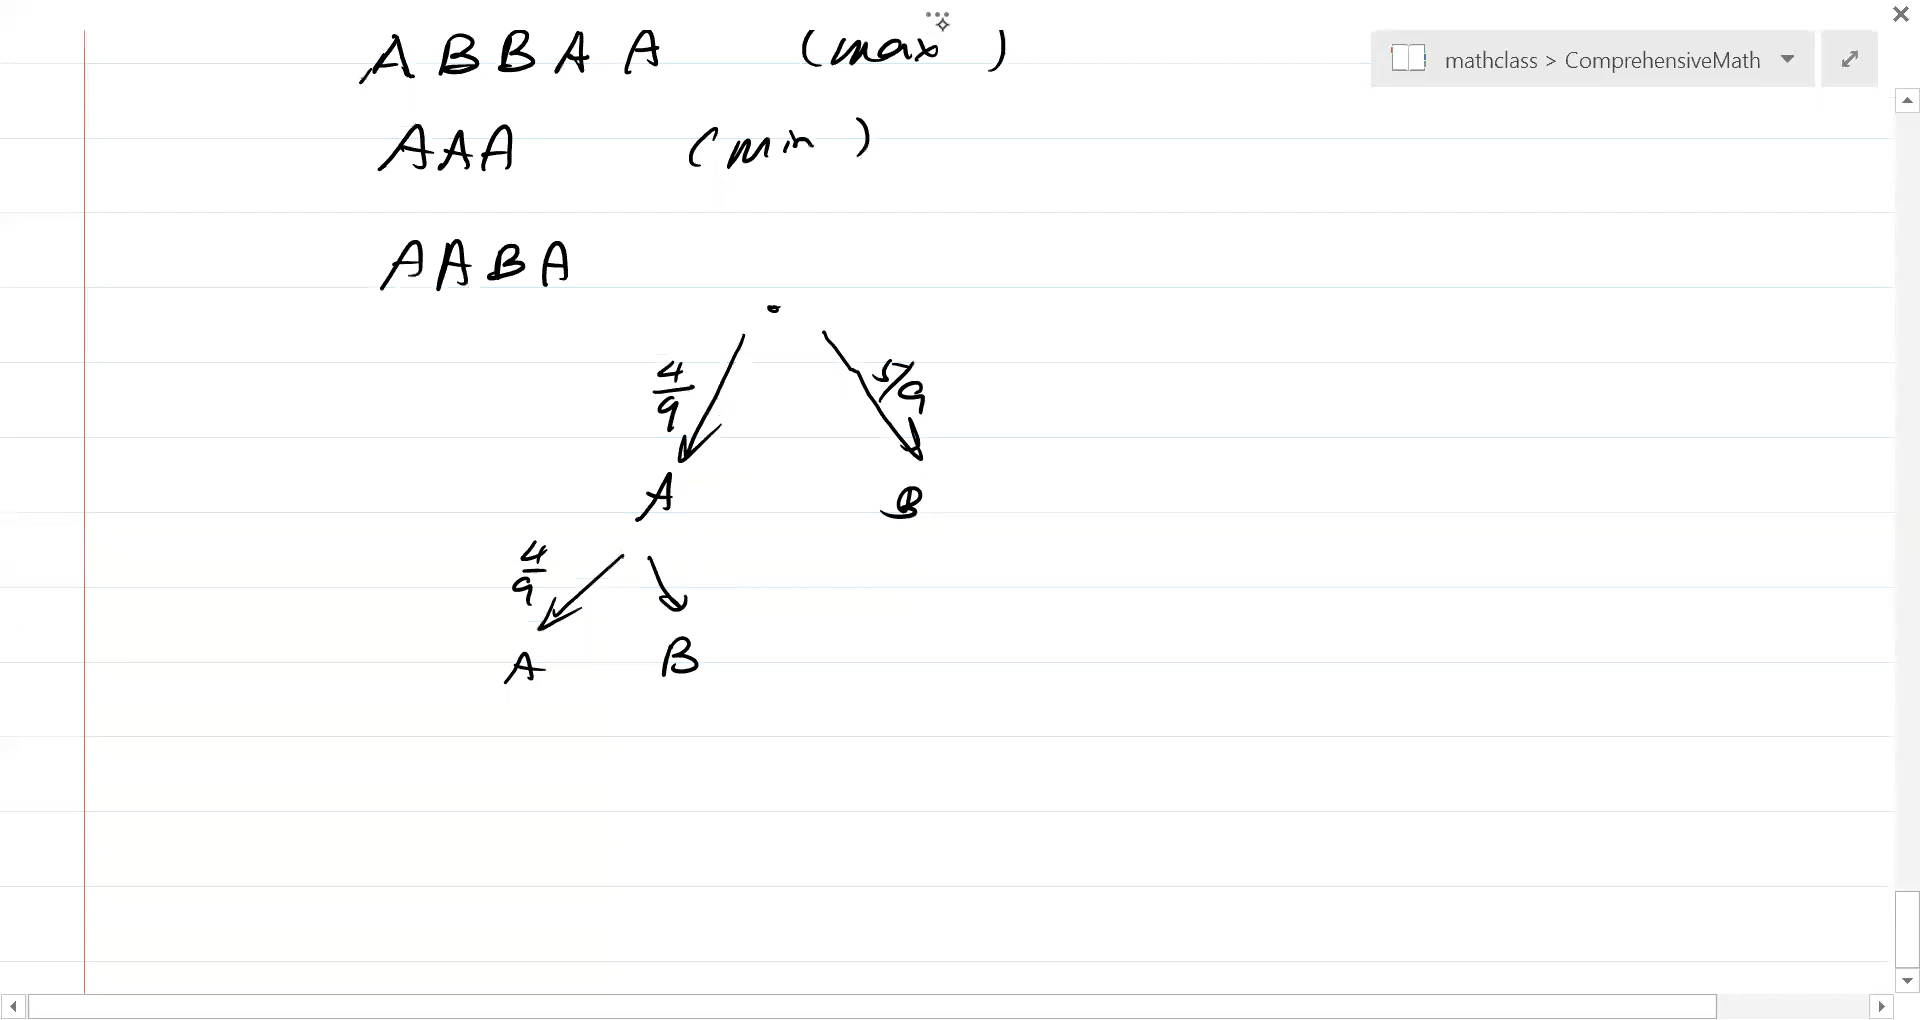 A B B A A (max)
mathclass > ComprehensiveMath
AAA (min)
AABA
4/9 5/9
A B
4/9
A B